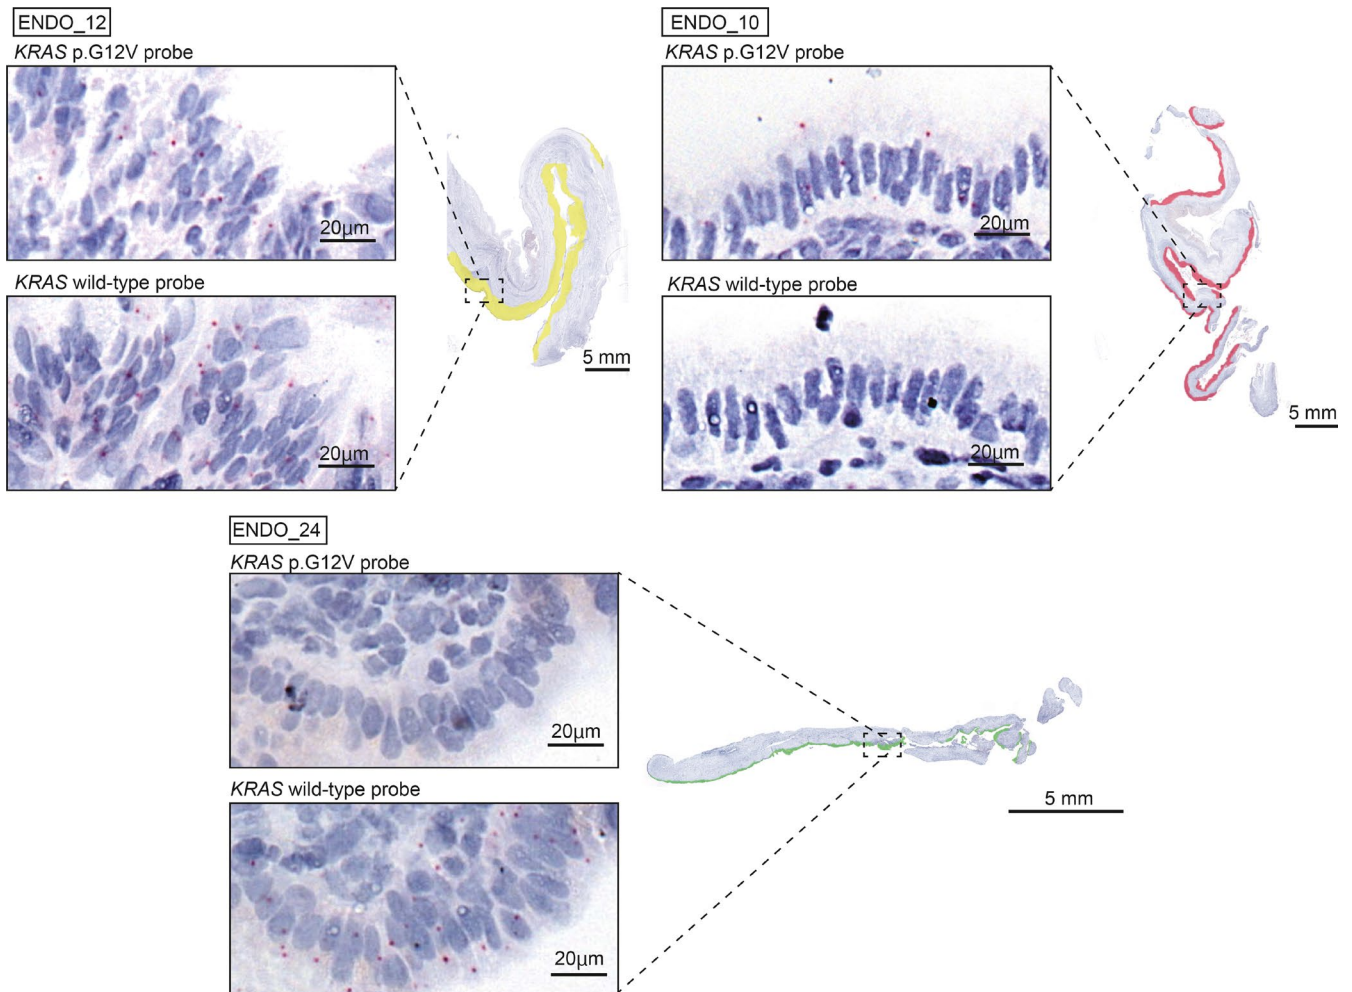 ENDO_12
KRAS p.G12V probe
20µm
KRAS wild-type probe
20µm
5 mm
ENDO_10
KRAS p.G12V probe
20µm
KRAS wild-type probe
20µm
5 mm
ENDO_24
KRAS p.G12V probe
20µm
KRAS wild-type probe
20µm
5 mm